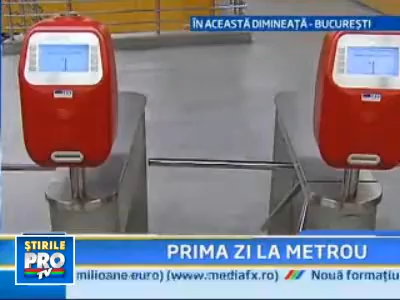 ÎN ACEASTĂ DIMINEAȚĂ - BUCUREȘTI
PRIMA ZI LA METROU
ȘTIRILE
PRO
TV
milioane euro) (www.mediafx.ro)
Nouă formațiu